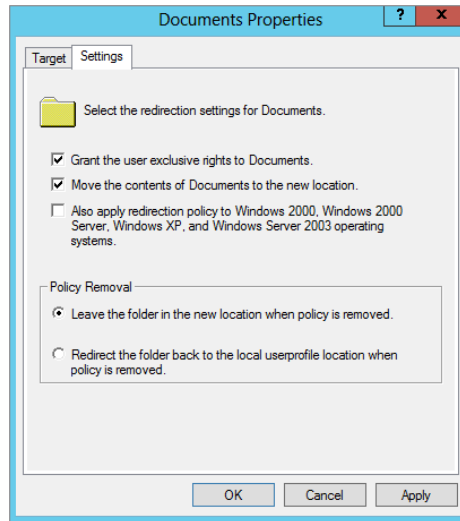 Documents Properties
? x
Target Settings
Select the redirection settings for Documents.
Grant the user exclusive rights to Documents.
Move the contents of Documents to the new location.
Also apply redirection policy to Windows 2000, Windows 2000
Server, Windows XP, and Windows Server 2003 operating
systems.
Policy Removal
Leave the folder in the new location when policy is removed.
Redirect the folder back to the local userprofile location when
policy is removed.
OK Cancel Apply